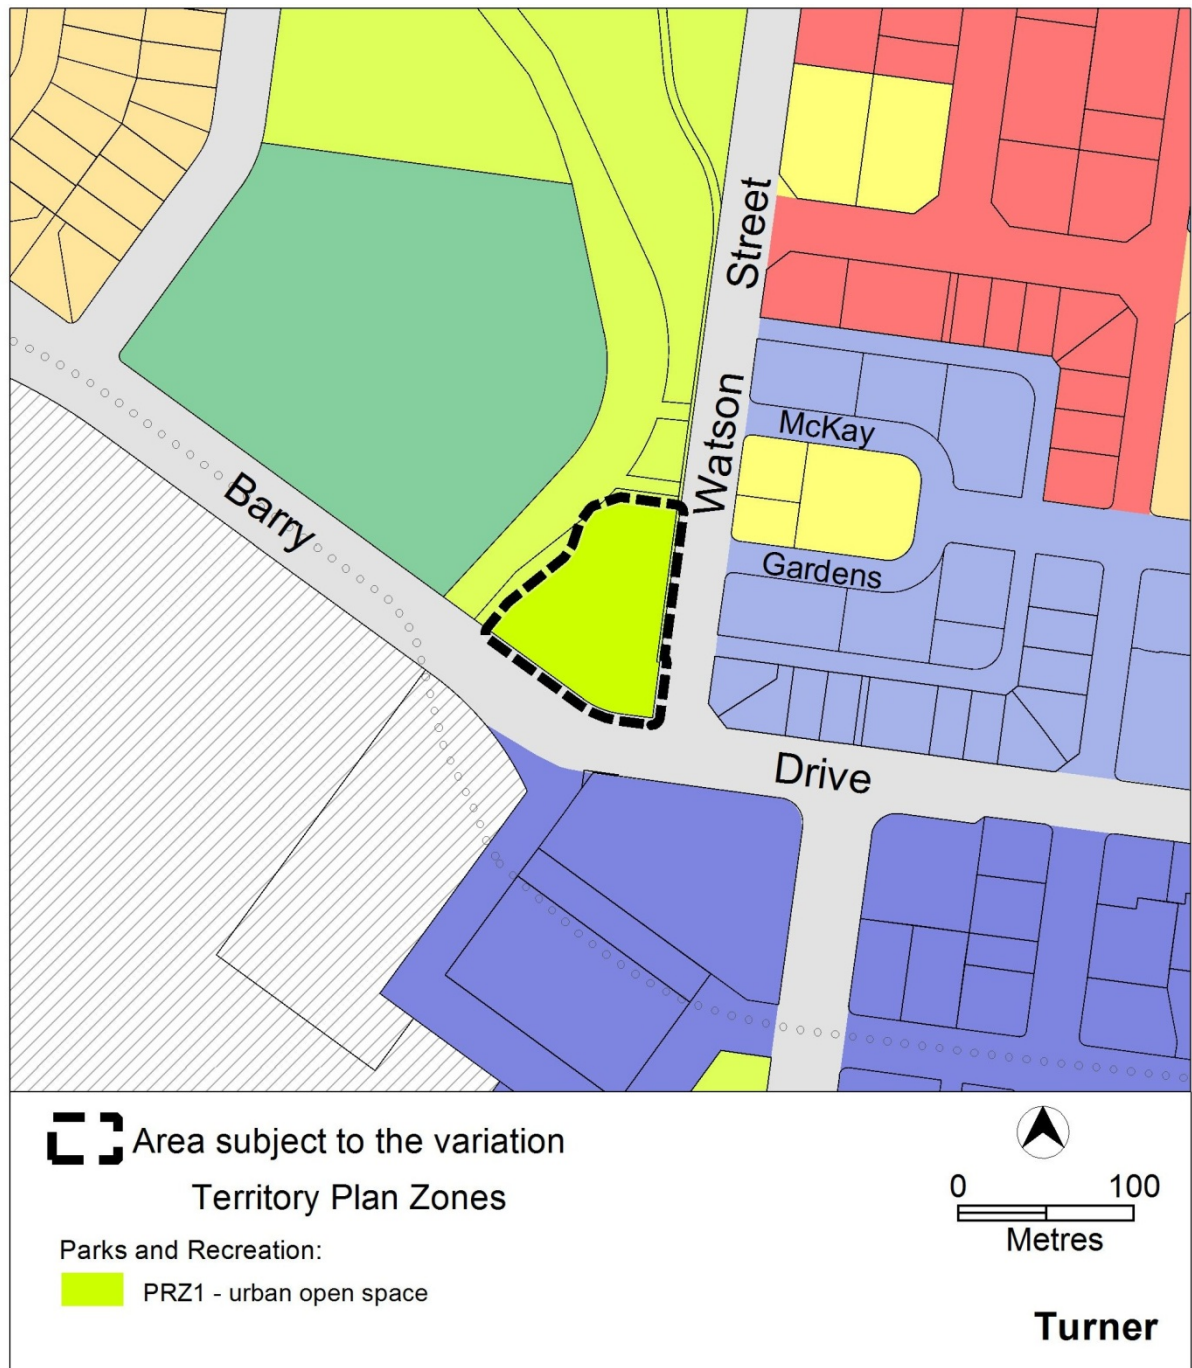 Street
Watson
McKay
Barry
Gardens
Drive
Area subject to the variation
Territory Plan Zones
0 100
Metres
Parks and Recreation:
PRZ1 - urban open space
Turner